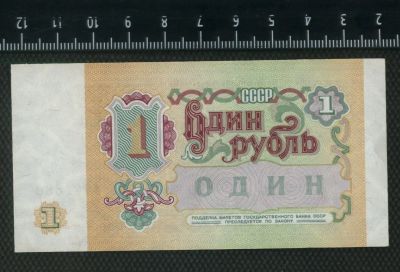 12 11 10 9 8 7 6 5 4 3 2
СССР
1
1
Один
рубль
ОДИН
1
ПОДДЕЛКА БИЛЕТОВ ГОСУДАРСТВЕННОГО БАНКА СССР
ПРЕСЛЕДУЕТСЯ ПО ЗАКОНУ